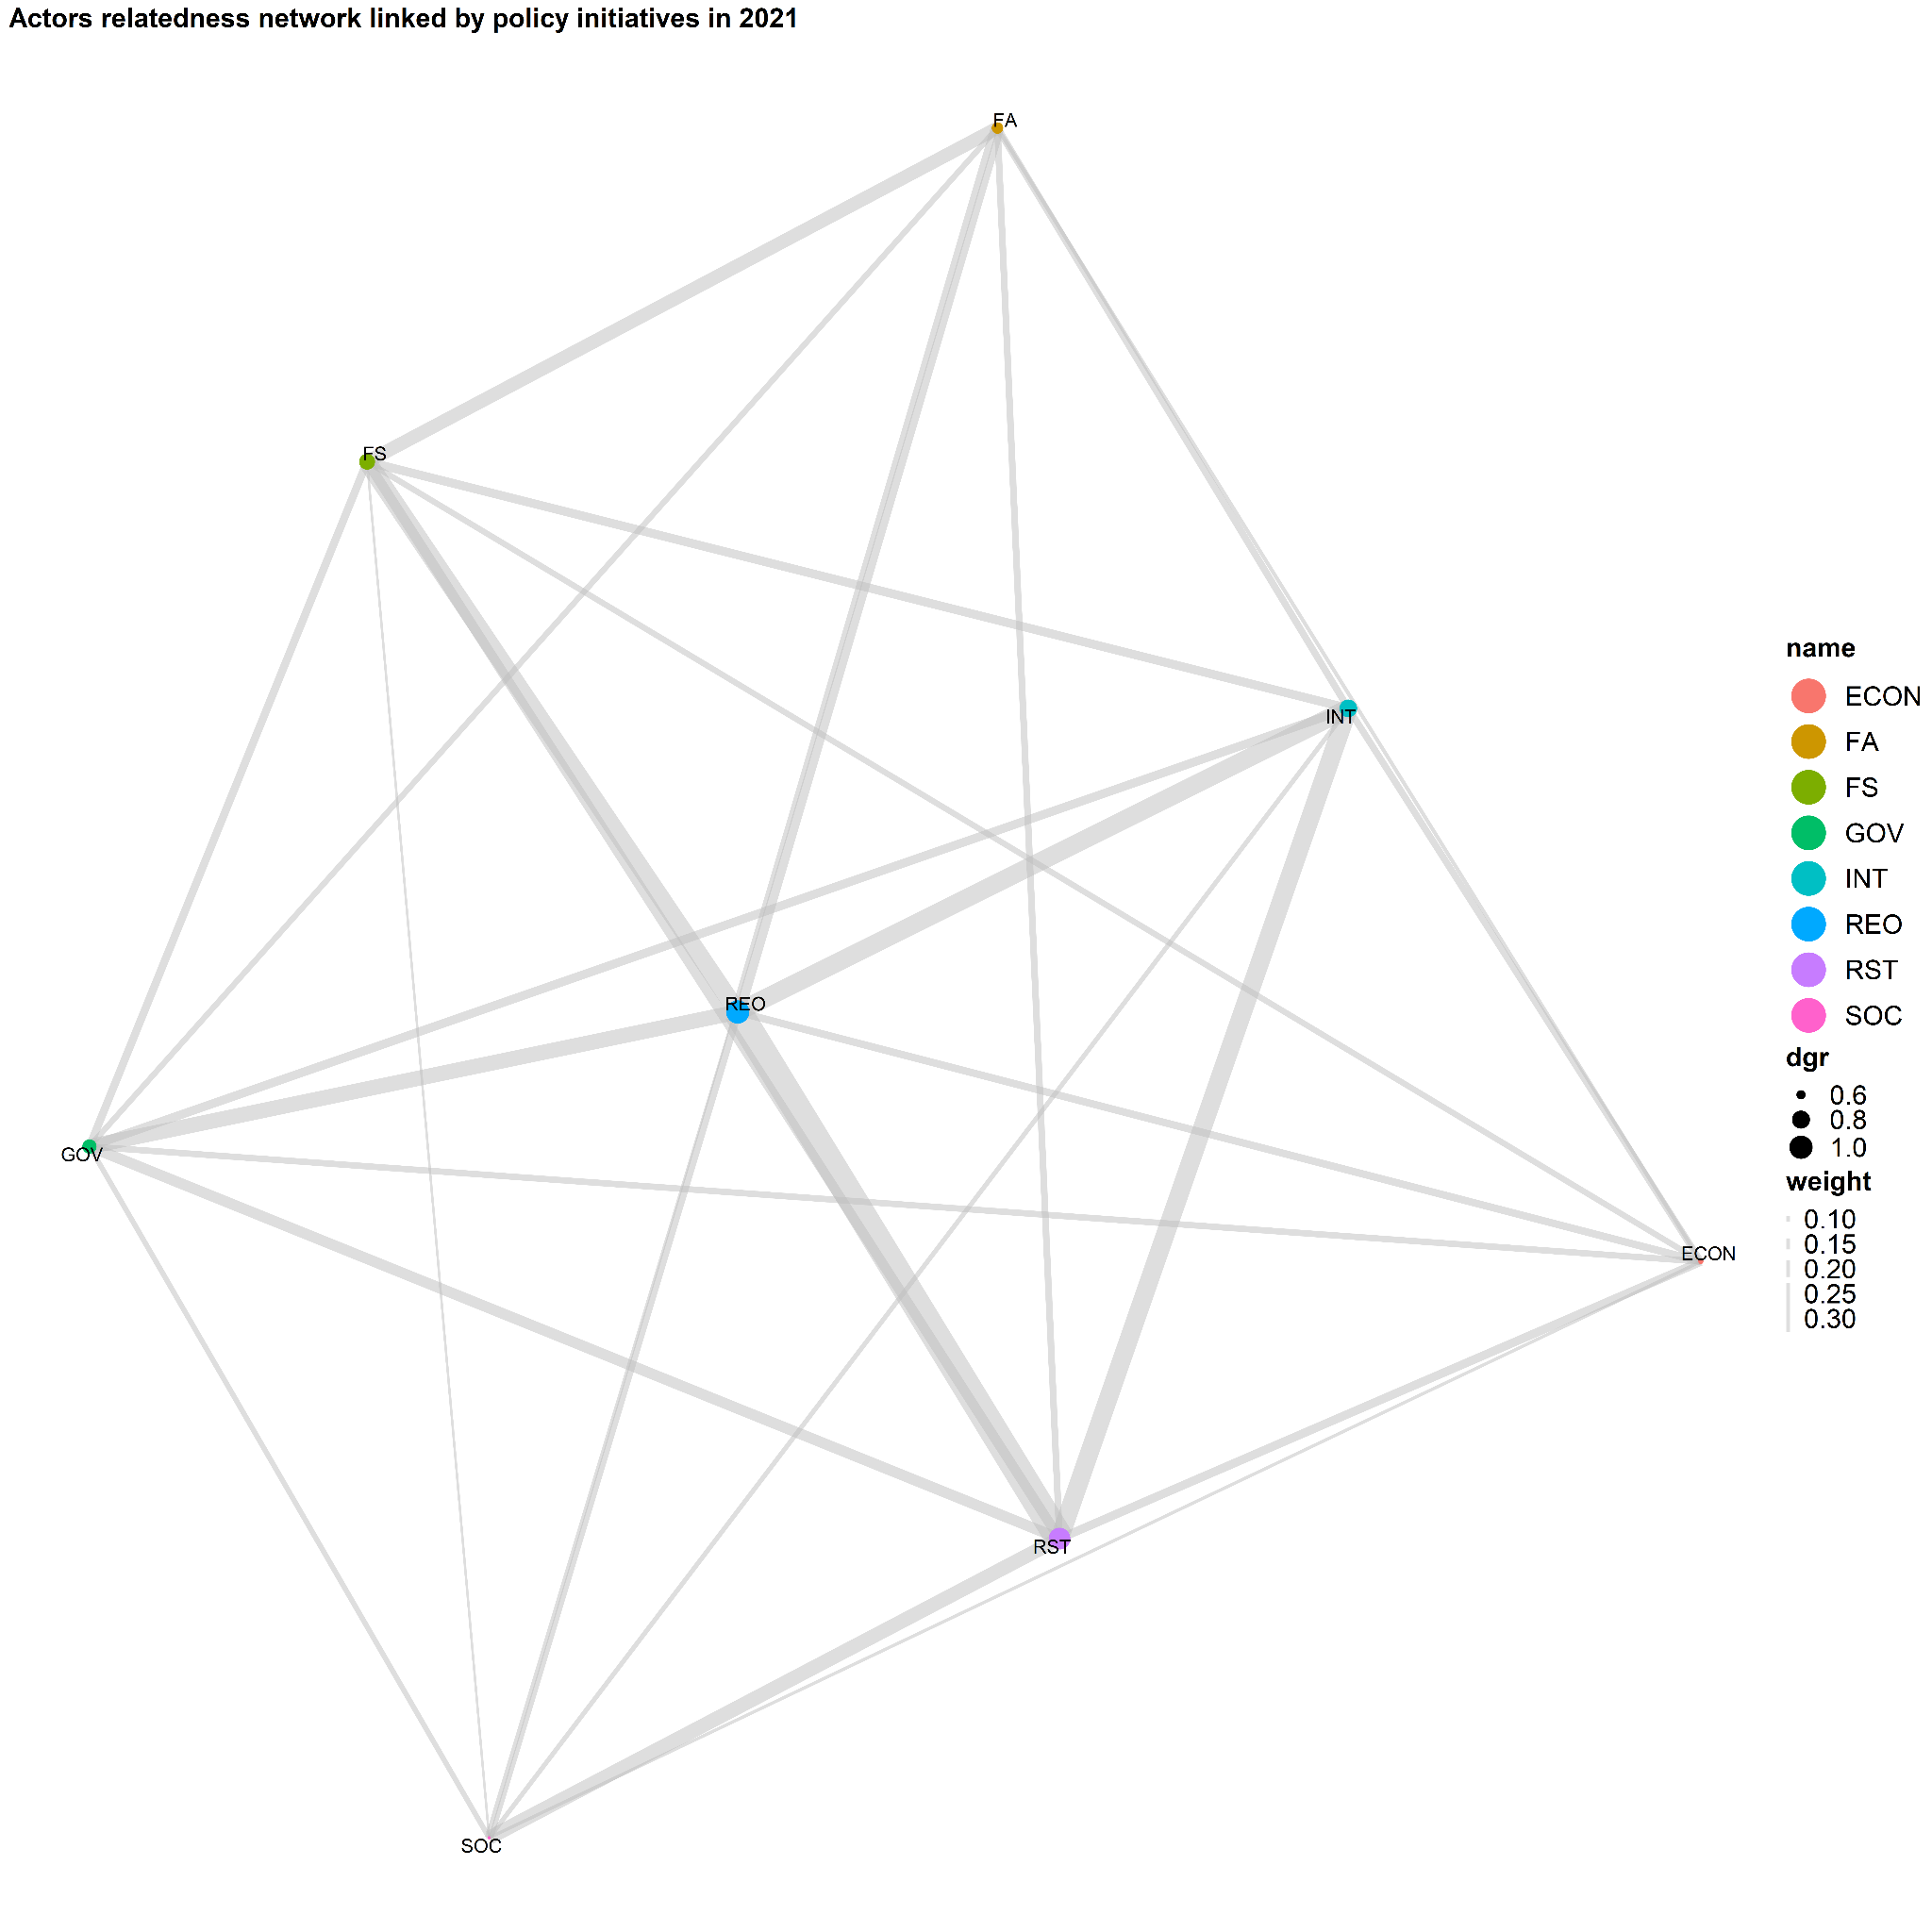 Actors relatedness network linked by policy initiatives in 2021
FA
FS
INT
REO
GOV
ECON
RST
SOC
name
ECON
FA
FS
GOV
INT
REO
RST
SOC
dgr
0.6
0.8
1.0
weight
0.10
0.15
0.20
0.25
0.30